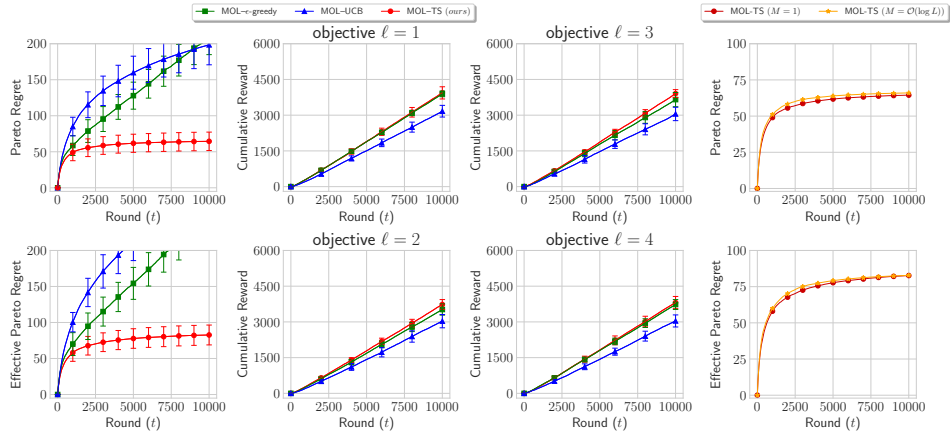 MOL-ϵ-greedy MOL-UCB MOL-TS (ours)
MOL-TS (M = 1) MOL-TS (M = O(log L))
Pareto Regret
200
150
100
50
0
0 2500 5000 7500 10000
Round (t)
objective ℓ = 1
Cumulative Reward
6000
4500
3000
1500
0
0 2000 4000 6000 8000 10000
Round (t)
objective ℓ = 3
Cumulative Reward
6000
4500
3000
1500
0
0 2000 4000 6000 8000 10000
Round (t)
Pareto Regret
100
75
50
25
0
0 2500 5000 7500 10000
Round (t)
Effective Pareto Regret
200
150
100
50
0
0 2500 5000 7500 10000
Round (t)
objective ℓ = 2
Cumulative Reward
6000
4500
3000
1500
0
0 2000 4000 6000 8000 10000
Round (t)
objective ℓ = 4
Cumulative Reward
6000
4500
3000
1500
0
0 2000 4000 6000 8000 10000
Round (t)
Effective Pareto Regret
100
75
50
25
0
0 2500 5000 7500 10000
Round (t)